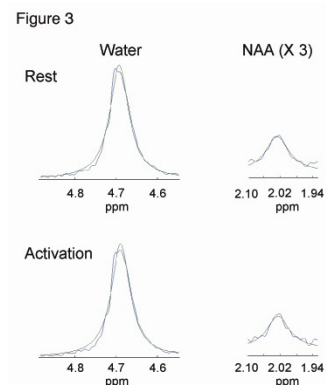 Figure 3
Water
NAA (X 3)
Rest
4.8 4.7 4.6
ppm
2.10 2.02 1.94
ppm
Activation
4.8 4.7 4.6
ppm
2.10 2.02 1.94
ppm